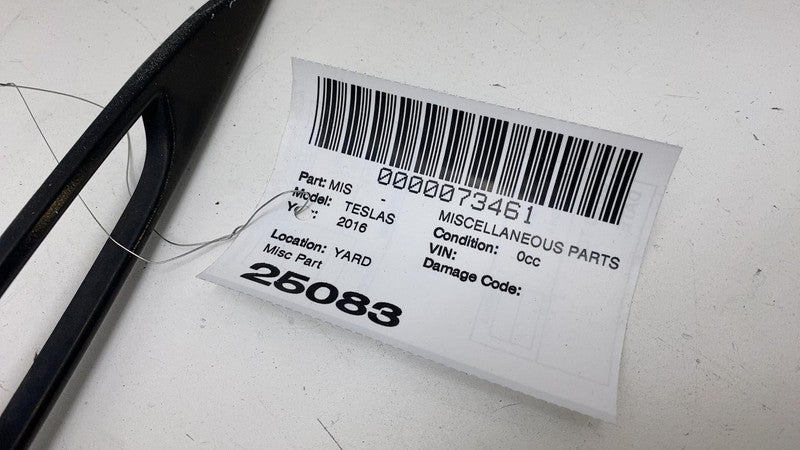 0000073461
Part: MIS - MISCELLANEOUS PARTS
Model: TESLAS Condition: 0cc
2016 VIN:
Location: YARD Damage Code:
Misc Part
25083